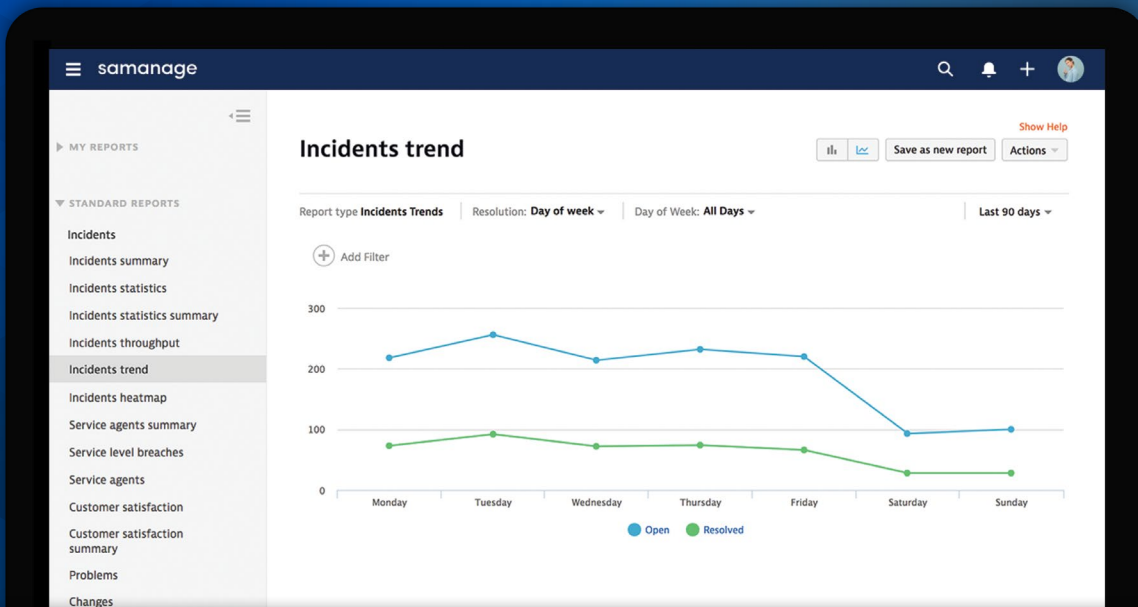 samanage
MY REPORTS
STANDARD REPORTS
Incidents
Incidents summary
Incidents statistics
Incidents statistics summary
Incidents throughput
Incidents trend
Incidents heatmap
Service agents summary
Service level breaches
Service agents
Customer satisfaction
Customer satisfaction
summary
Problems
Changes
Show Help
Incidents trend
Save as new report
Actions
Report type Incidents Trends
Resolution: Day of week
Day of Week: All Days
Last 90 days
Add Filter
300
200
100
0
Monday Tuesday Wednesday Thursday Friday Saturday Sunday
Open Resolved